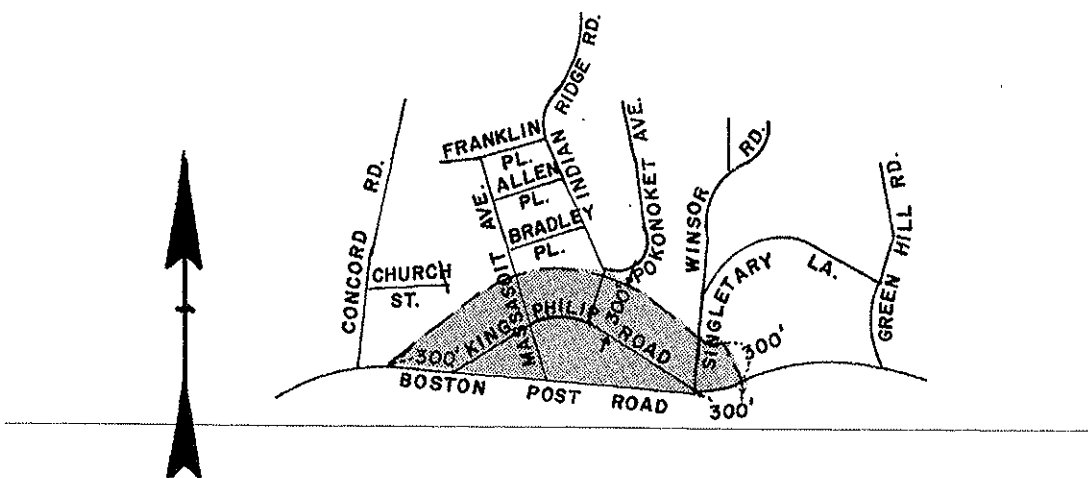 INDIAN RIDGE RD.
FRANKLIN PL.
ALLEN PL.
BRADLEY PL.
MASSASOIT AVE.
POKONOKET AVE.
CONCORD RD.
CHURCH ST.
WINSOR RD.
SINGLETARY LA.
GREEN HILL RD.
KING PHILIP ROAD
300'
300'
300'
300'
BOSTON POST ROAD